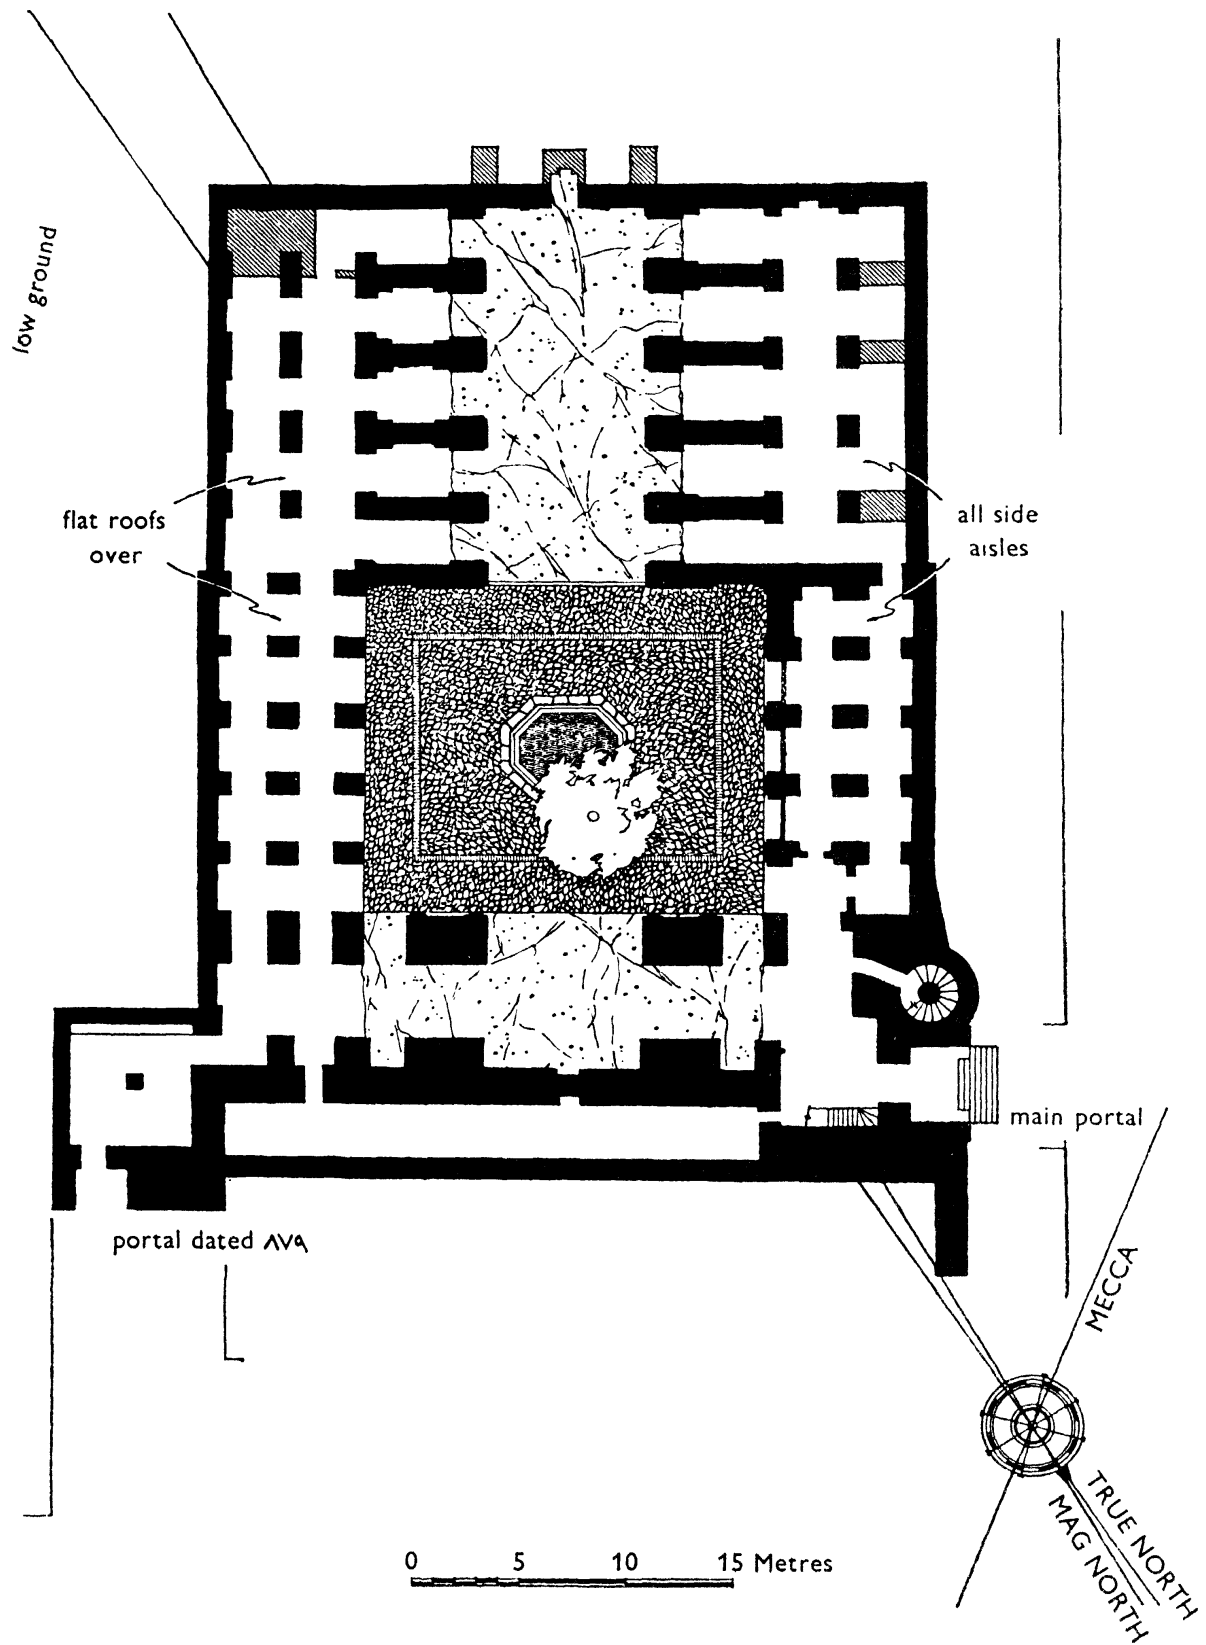 low ground
flat roofs
over
all side
aisles
main portal
portal dated ٨٧٩
MECCA
TRUE NORTH
MAG NORTH
0 5 10 15 Metres